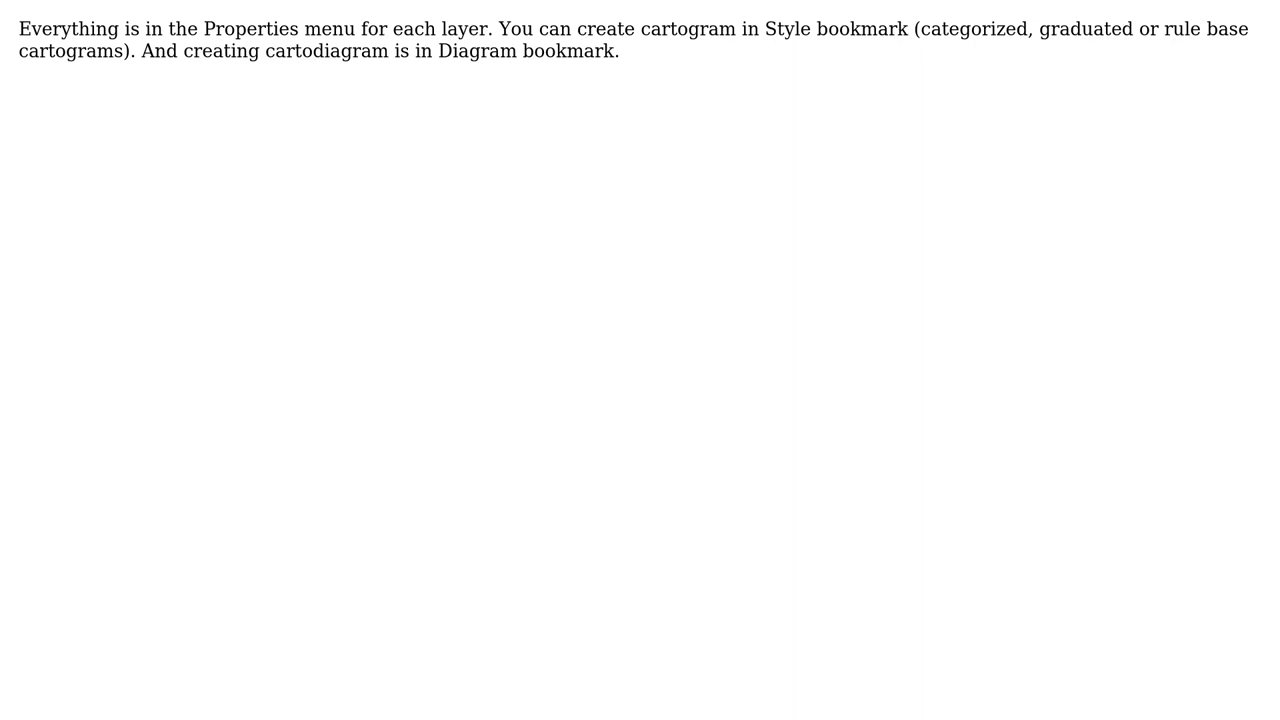 Everything is in the Properties menu for each layer. You can create cartogram in Style bookmark (categorized, graduated or rule base
cartograms). And creating cartodiagram is in Diagram bookmark.